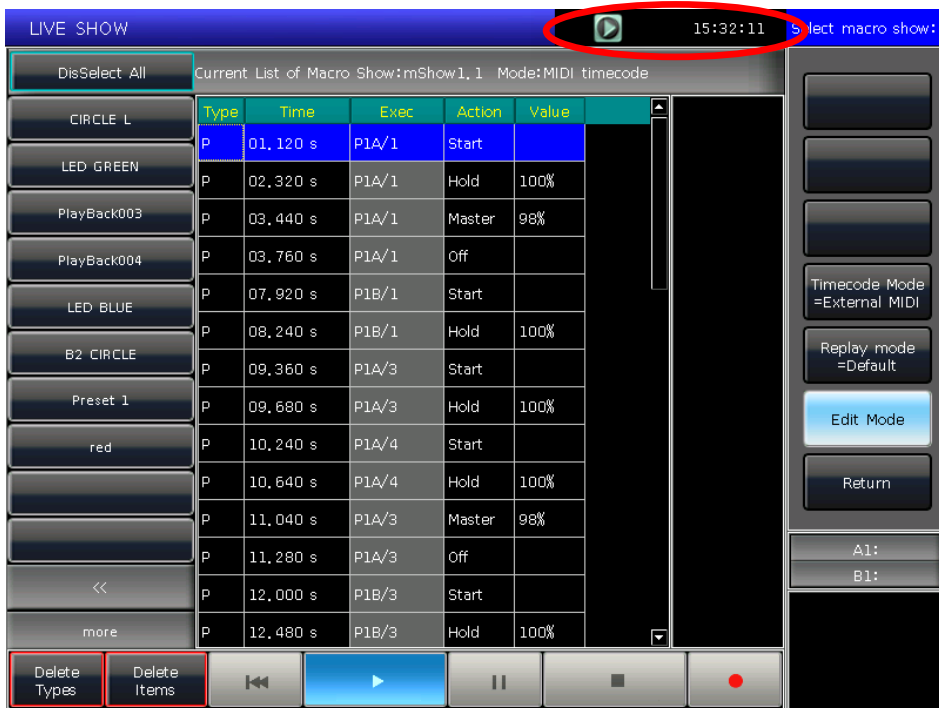 LIVE SHOW
15:32:11
Select macro show:
DisSelect All
Current List of Macro Show:mShow1.1 Mode:MIDI timecode
CIRCLE L
LED GREEN
PlayBack003
PlayBack004
LED BLUE
B2 CIRCLE
Preset 1
red
<<
more
Type Time Exec Action Value
P 01.120 s P1A/1 Start
P 02.320 s P1A/1 Hold 100%
P 03.440 s P1A/1 Master 98%
P 03.760 s P1A/1 Off
P 07.920 s P1B/1 Start
P 08.240 s P1B/1 Hold 100%
P 09.360 s P1A/3 Start
P 09.680 s P1A/3 Hold 100%
P 10.240 s P1A/4 Start
P 10.640 s P1A/4 Hold 100%
P 11.040 s P1A/3 Master 98%
P 11.280 s P1A/3 Off
P 12.000 s P1B/3 Start
P 12.480 s P1B/3 Hold 100%
Timecode Mode
=External MIDI
Replay mode
=Default
Edit Mode
Return
A1:
B1:
Delete
Types
Delete
Items